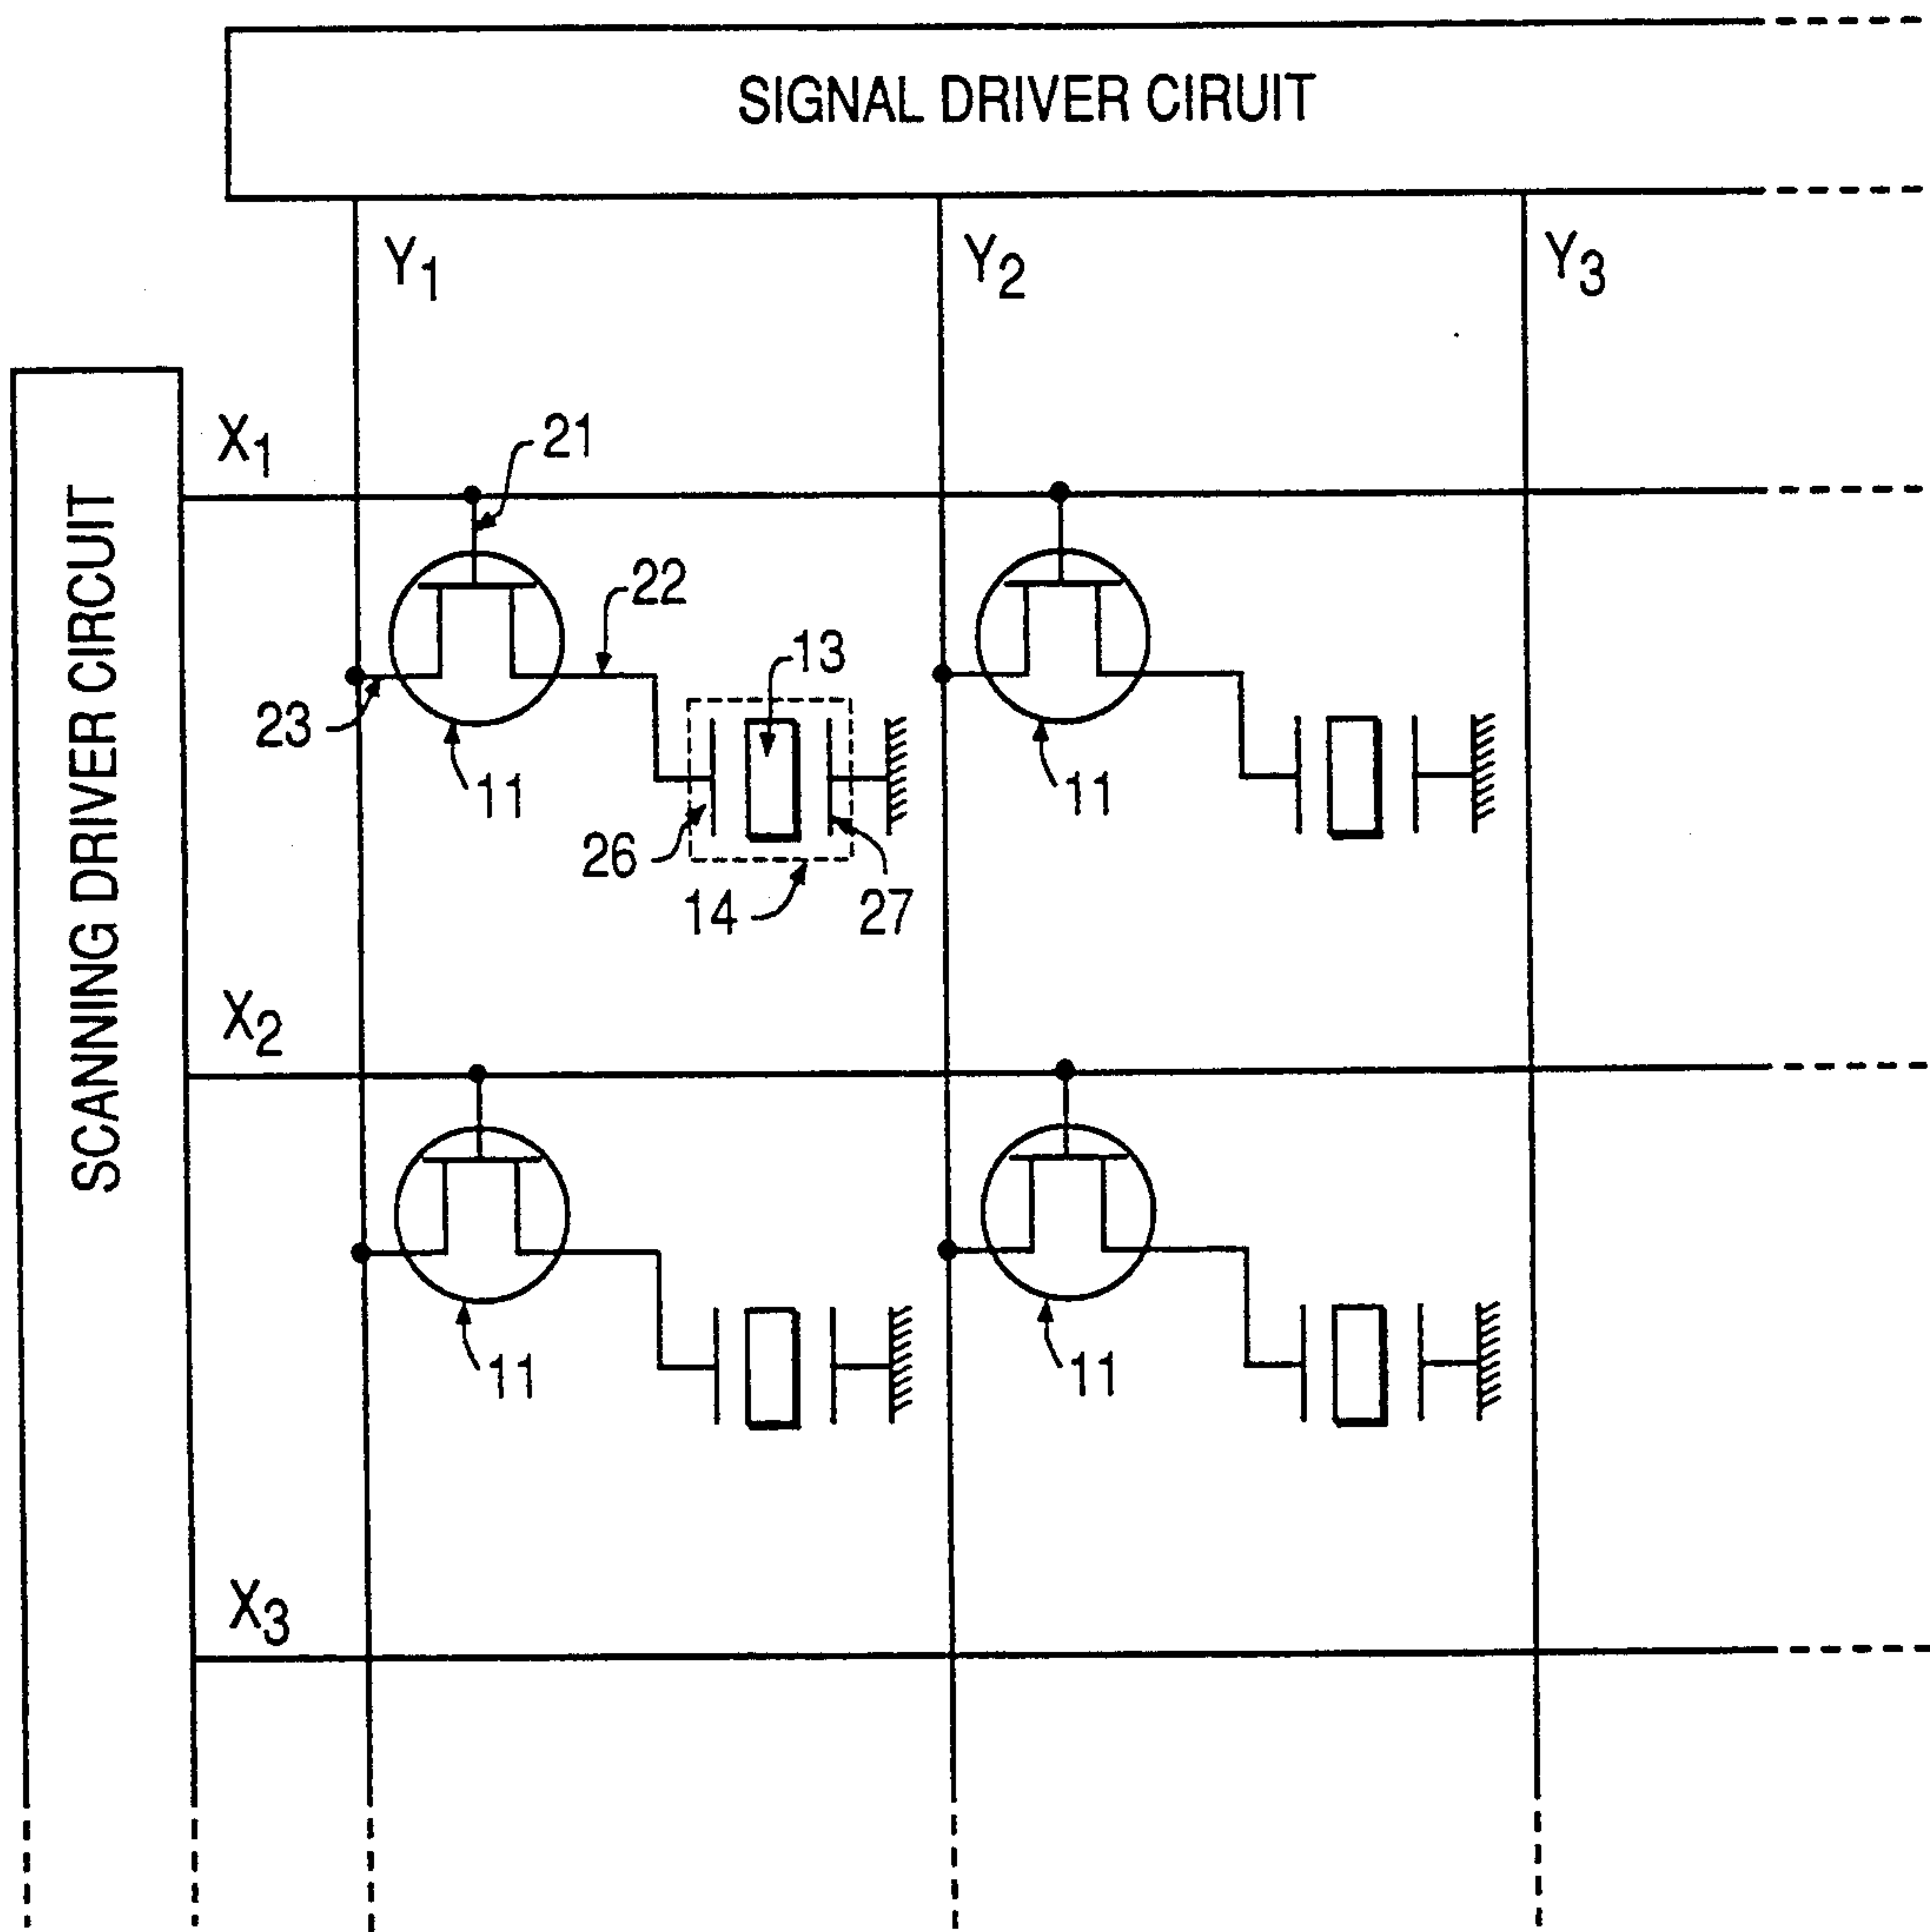 SIGNAL DRIVER CIRUIT
Y1
Y2
Y3
SCANNING DRIVER CIRCUIT
X1
21
22
13
23
11
11
26
14
27
X2
11
11
X3